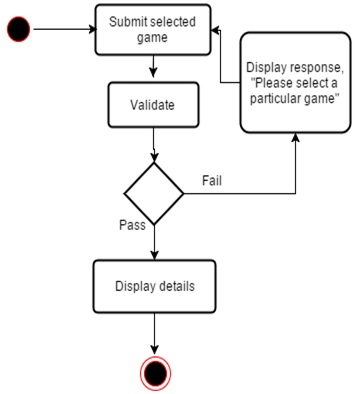 Submit selected
game
Display response,
"Please select a
particular game"
Validate
Fail
Pass
Display details